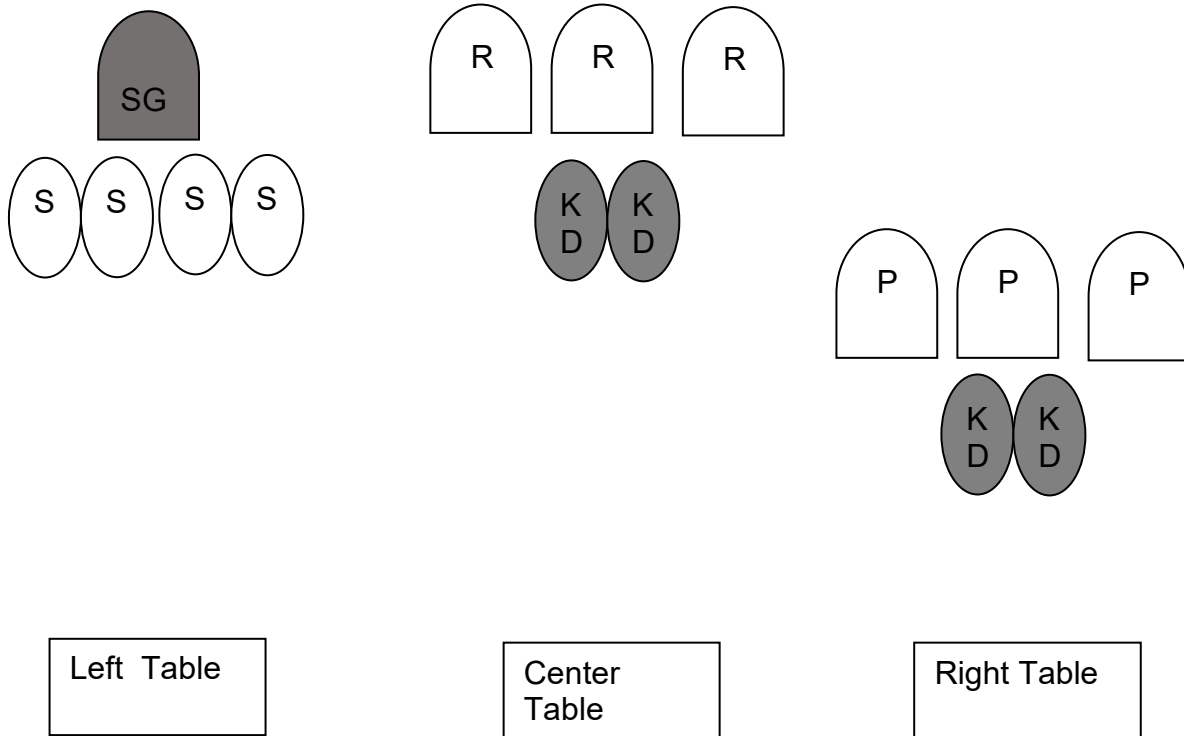 SG
R R R
S S S S
K K
D D
P P P
K K
D D
Left Table
Center
Table
Right Table